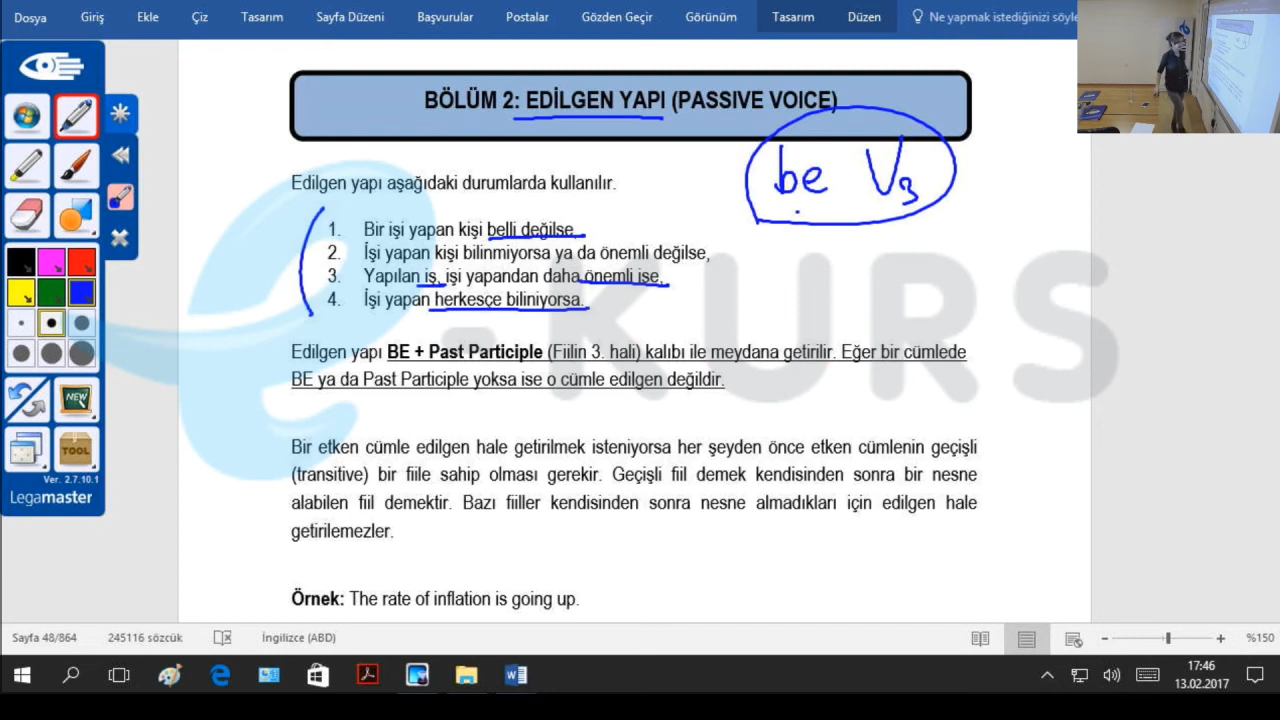 Dosya Giriş Ekle Çiz Tasarım Sayfa Düzeni Başvurular Postalar Gözden Geçir Görünüm Tasarım Düzen Ne yapmak istediğinizi söyle
BÖLÜM 2: EDİLGEN YAPI (PASSIVE VOICE)
be V3
Edilgen yapı aşağıdaki durumlarda kullanılır.
1. Bir işi yapan kişi belli değilse,
2. İşi yapan kişi bilinmiyorsa ya da önemli değilse,
3. Yapılan iş, işi yapandan daha önemli ise,
4. İşi yapan herkesçe biliniyorsa.
Edilgen yapı BE + Past Participle (Fiilin 3. hali) kalıbı ile meydana getirilir. Eğer bir cümlede
BE ya da Past Participle yoksa ise o cümle edilgen değildir.
Bir etken cümle edilgen hale getirilmek isteniyorsa her şeyden önce etken cümlenin geçişli
(transitive) bir fiile sahip olması gerekir. Geçişli fiil demek kendisinden sonra bir nesne
alabilen fiil demektir. Bazı fiiller kendisinden sonra nesne almadıkları için edilgen hale
getirilemezler.
Örnek: The rate of inflation is going up.
e-KURS
NEW
TOOL
Ver. 2.7.10.1
Legamaster
Sayfa 48/864 245116 sözcük İngilizce (ABD) %150
17:46
13.02.2017